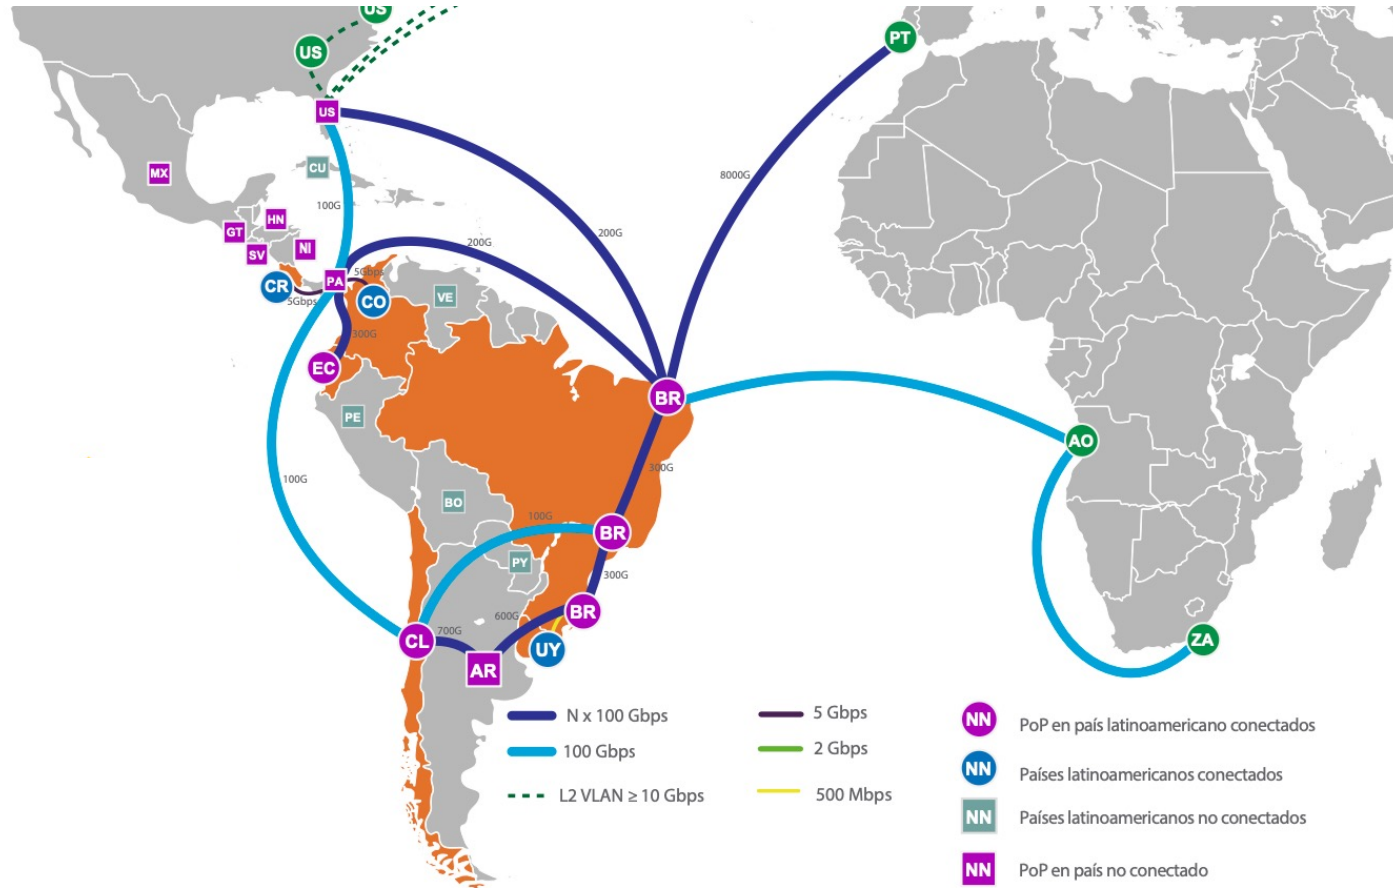 US
US
PT
US
CU
MX
8000G
100G
HN
GT
NI
200G
200G
SV
PA
5Gbps
CR
5Gbps
CO
VE
300G
EC
BR
PE
AO
300G
100G
BO
100G
BR
PY
300G
BR
600G
700G
CL
UY
ZA
AR
N x 100 Gbps
5 Gbps
NN PoP en país latinoamericano conectados
100 Gbps
2 Gbps
NN Países latinoamericanos conectados
L2 VLAN ≥ 10 Gbps
500 Mbps
NN Países latinoamericanos no conectados
NN PoP en país no conectado